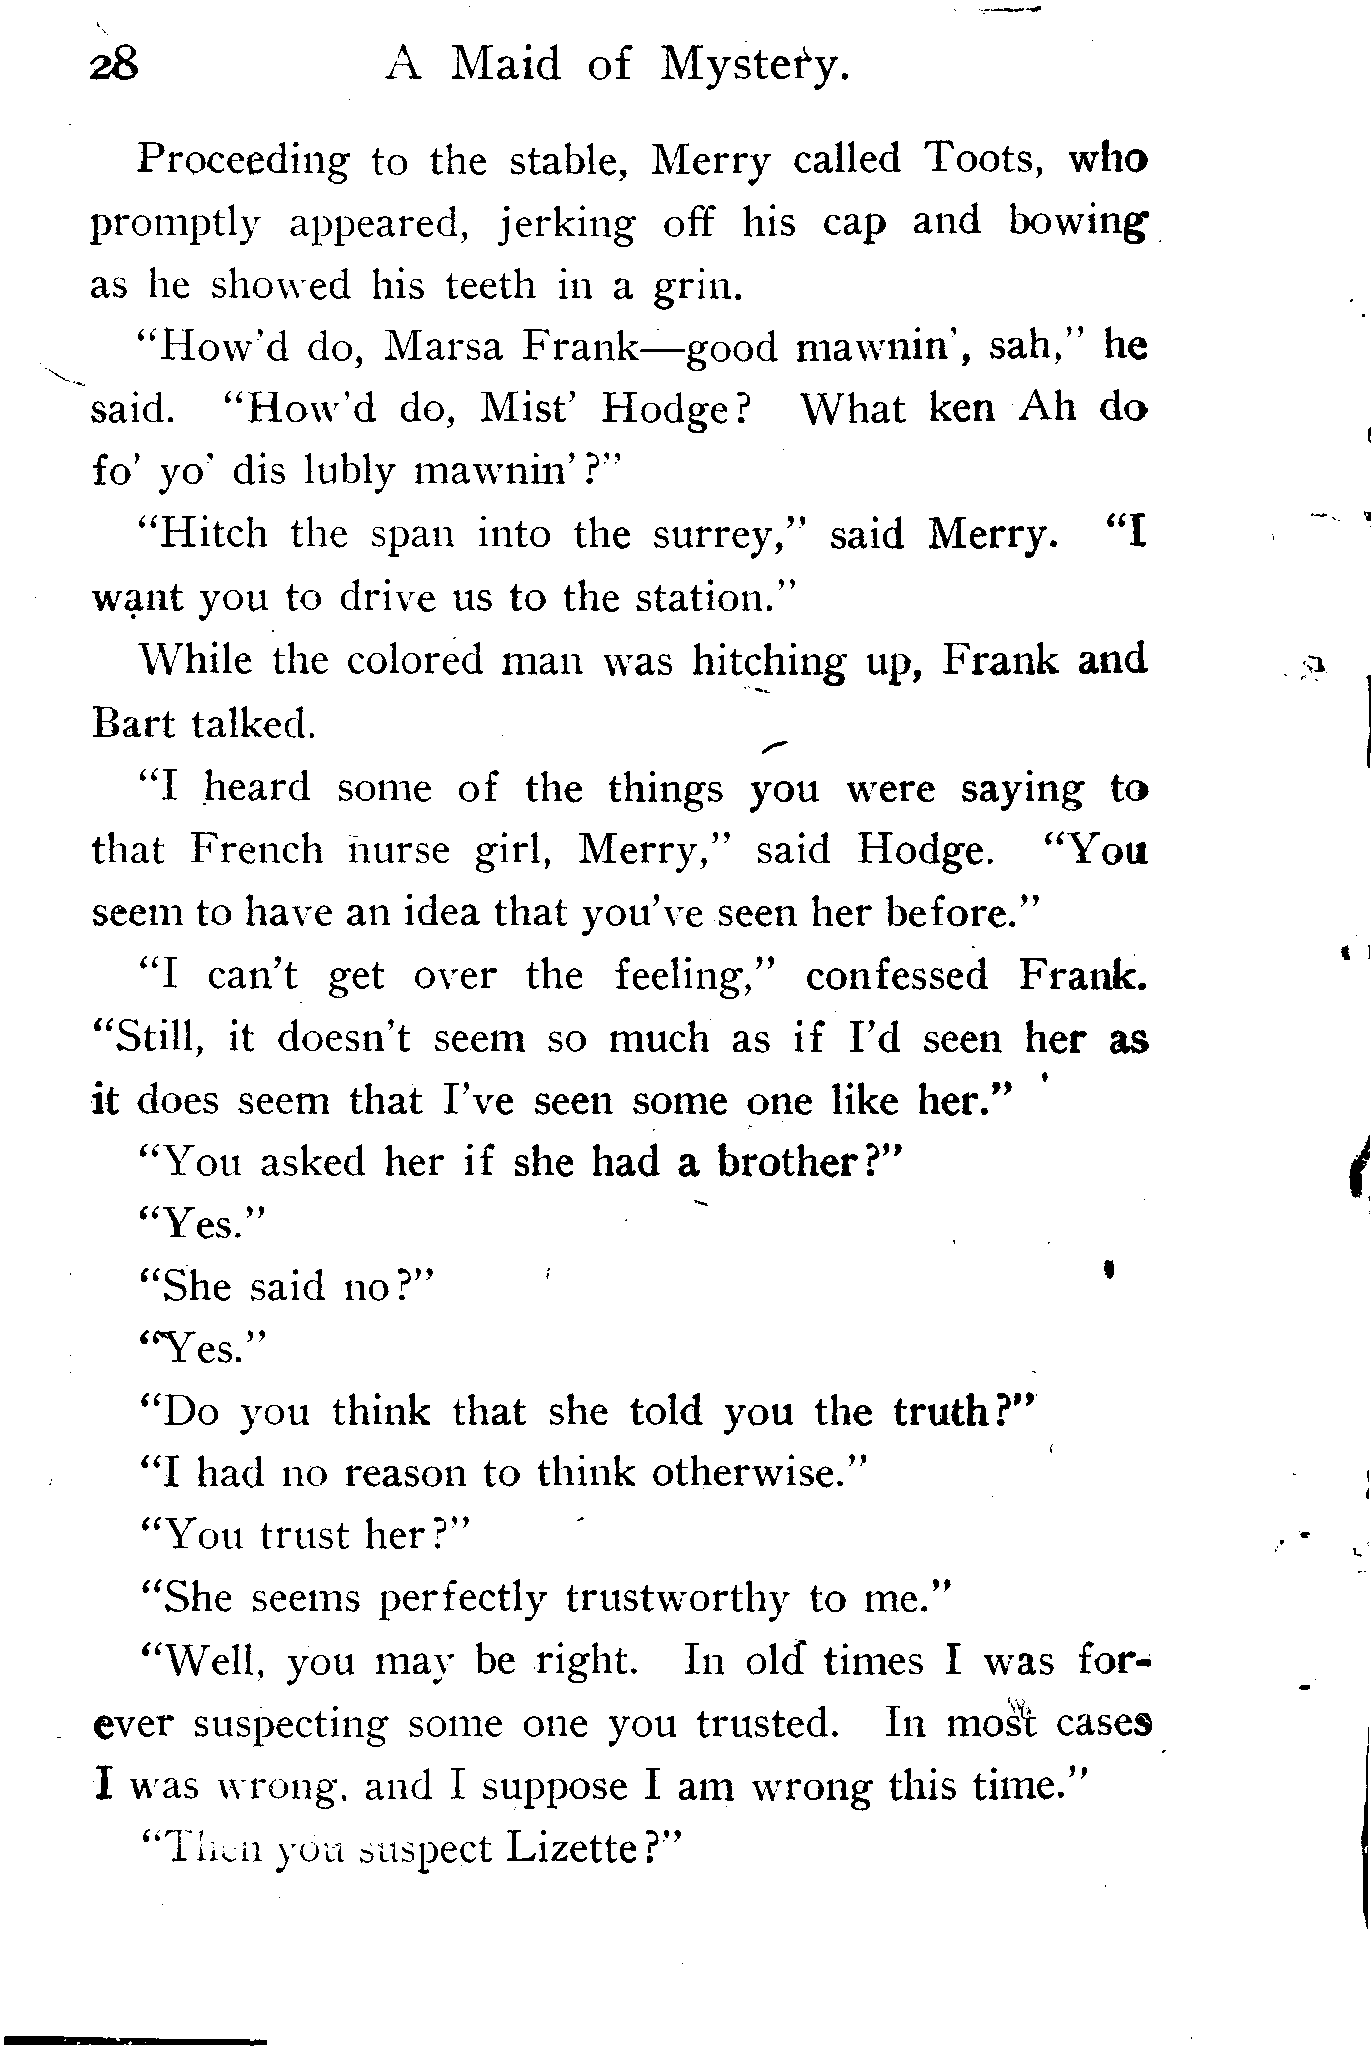 28 A Maid of Mystery.
Proceeding to the stable, Merry called Toots, who
promptly appeared, jerking off his cap and bowing
as he showed his teeth in a grin.
“How’d do, Marsa Frank—good mawnin’, sah,” he
said. “How’d do, Mist’ Hodge? What ken Ah do
fo’ yo’ dis lubly mawnin’?”
“Hitch the span into the surrey,” said Merry. “I
want you to drive us to the station.”
While the colored man was hitching up, Frank and
Bart talked.
“I heard some of the things you were saying to
that French nurse girl, Merry,” said Hodge. “You
seem to have an idea that you’ve seen her before.”
“I can’t get over the feeling,” confessed Frank.
“Still, it doesn’t seem so much as if I’d seen her as
it does seem that I’ve seen some one like her.”
“You asked her if she had a brother?”
“Yes.”
“She said no?”
“Yes.”
“Do you think that she told you the truth?”
“I had no reason to think otherwise.”
“You trust her?”
“She seems perfectly trustworthy to me.”
“Well, you may be right. In old times I was for-
ever suspecting some one you trusted. In most cases
I was wrong, and I suppose I am wrong this time.”
“Then you suspect Lizette?”